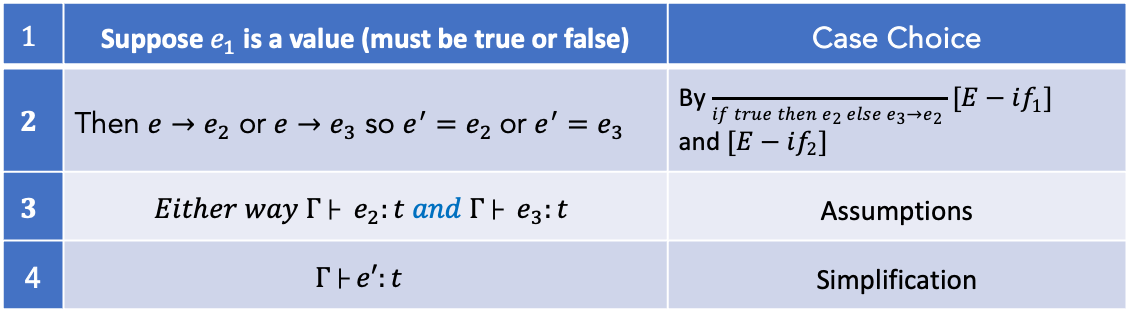 1 Suppose e₁ is a value (must be true or false) Case Choice
2 Then e → e₂ or e → e₃ so e′ = e₂ or e′ = e₃ By
if true then e₂ else e₃→e₂ [E − if₁]
and [E − if₂]
3 Either way Γ ⊢ e₂: t and Γ ⊢ e₃: t Assumptions
4 Γ ⊢ e′: t Simplification